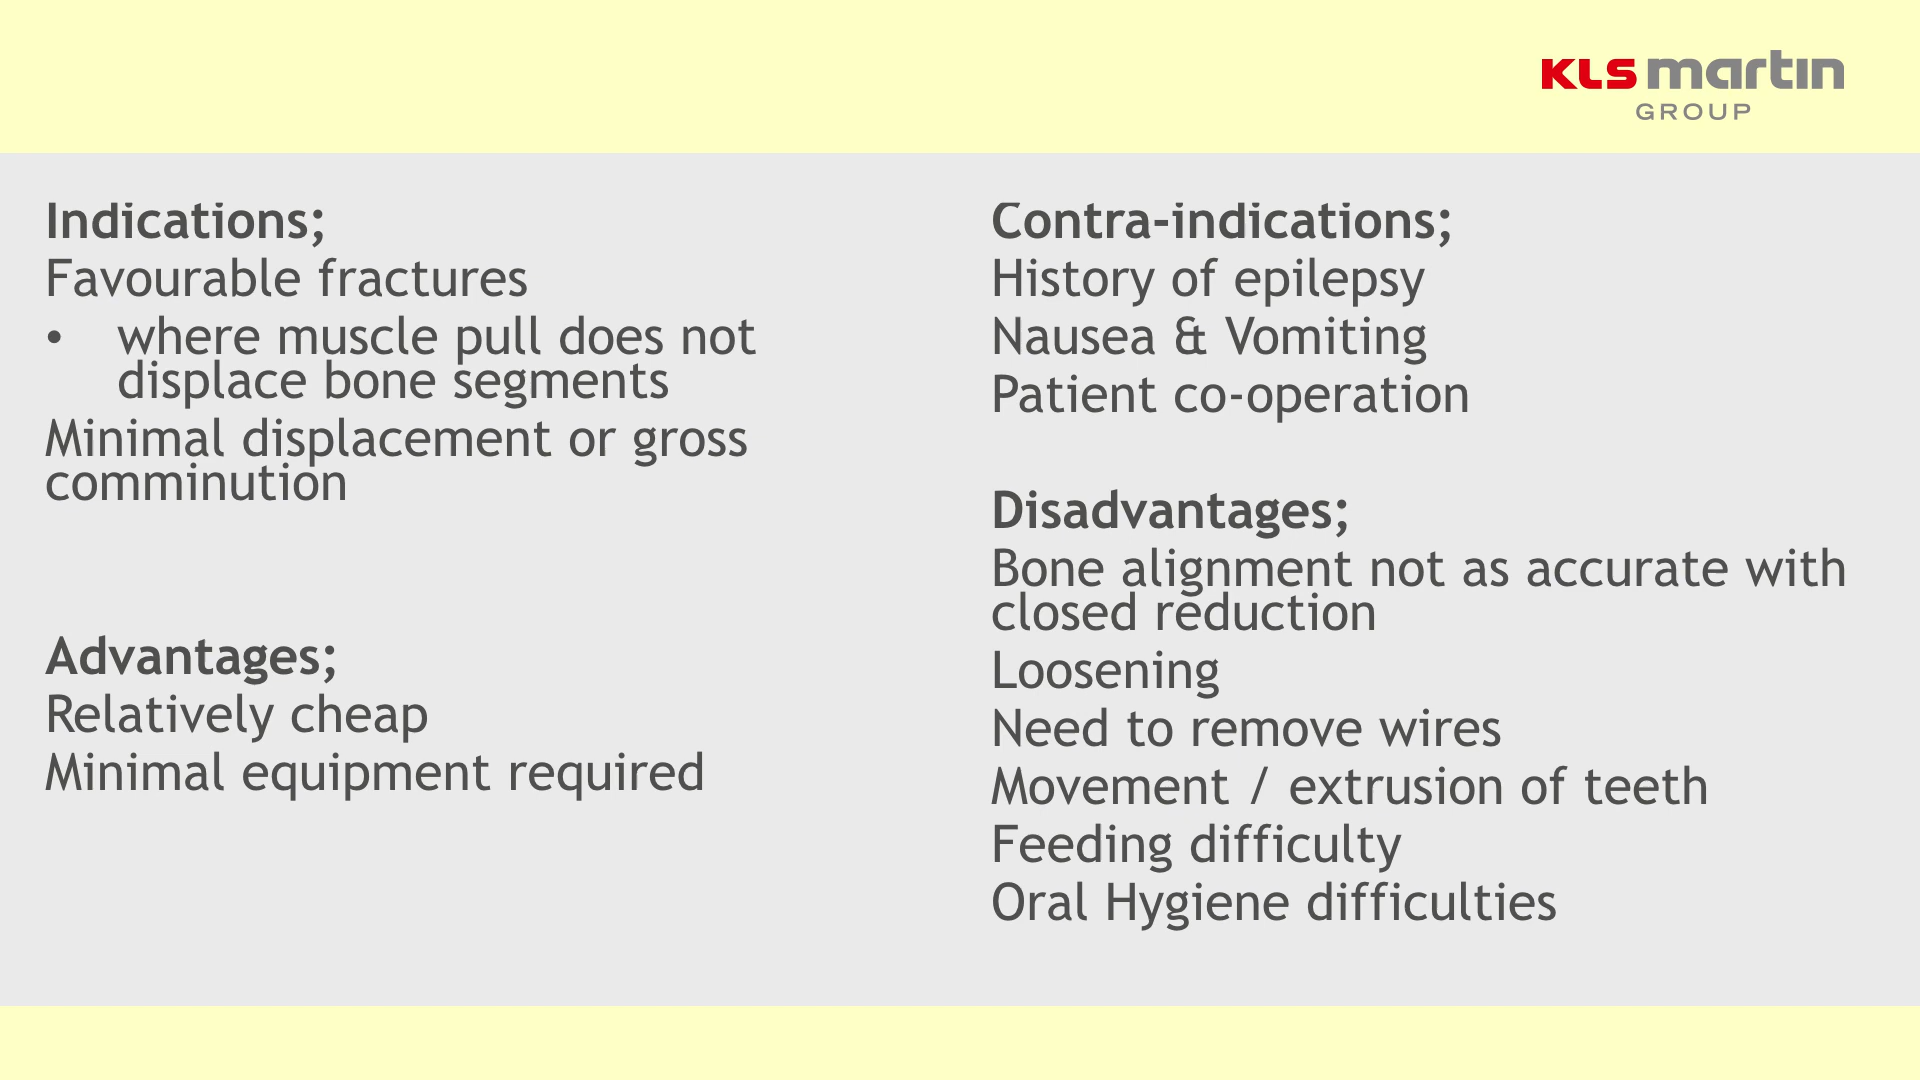 KLS martin
GROUP
Indications;
Favourable fractures
• where muscle pull does not
displace bone segments
Minimal displacement or gross
comminution
Advantages;
Relatively cheap
Minimal equipment required
Contra-indications;
History of epilepsy
Nausea & Vomiting
Patient co-operation
Disadvantages;
Bone alignment not as accurate with
closed reduction
Loosening
Need to remove wires
Movement / extrusion of teeth
Feeding difficulty
Oral Hygiene difficulties